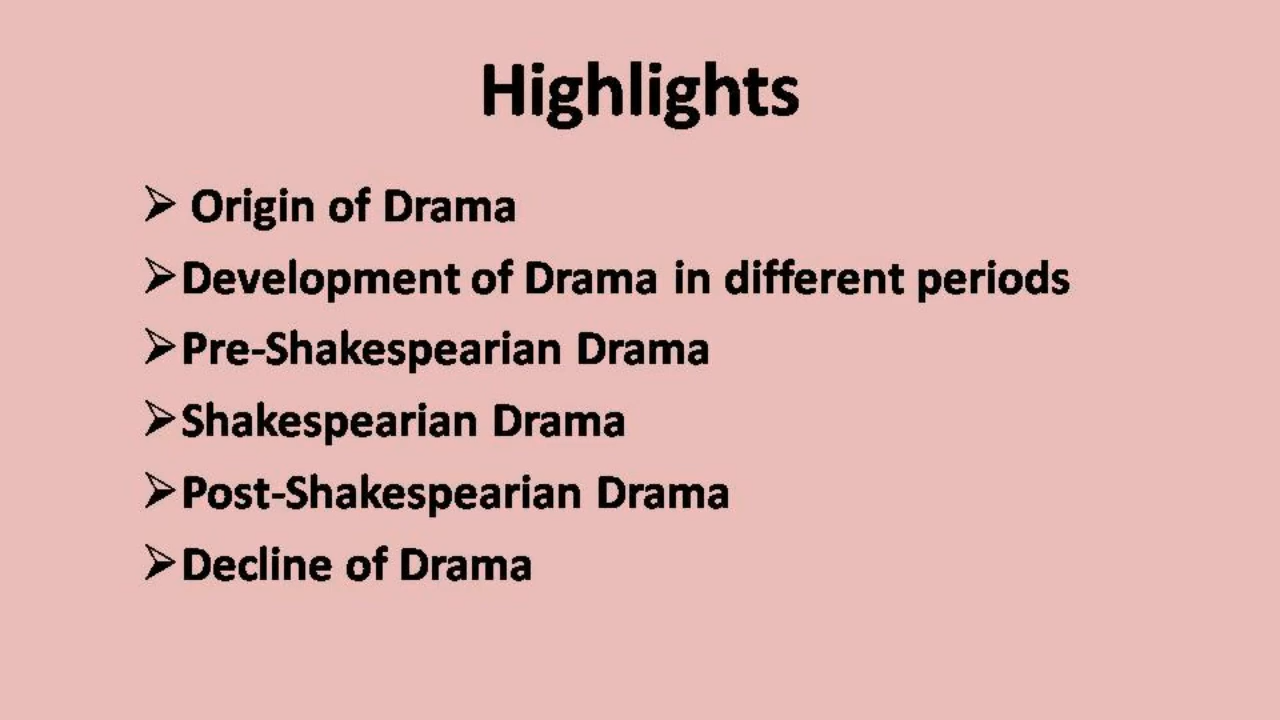 Highlights
➢ Origin of Drama
➢Development of Drama in different periods
➢Pre-Shakespearian Drama
➢Shakespearian Drama
➢Post-Shakespearian Drama
➢Decline of Drama